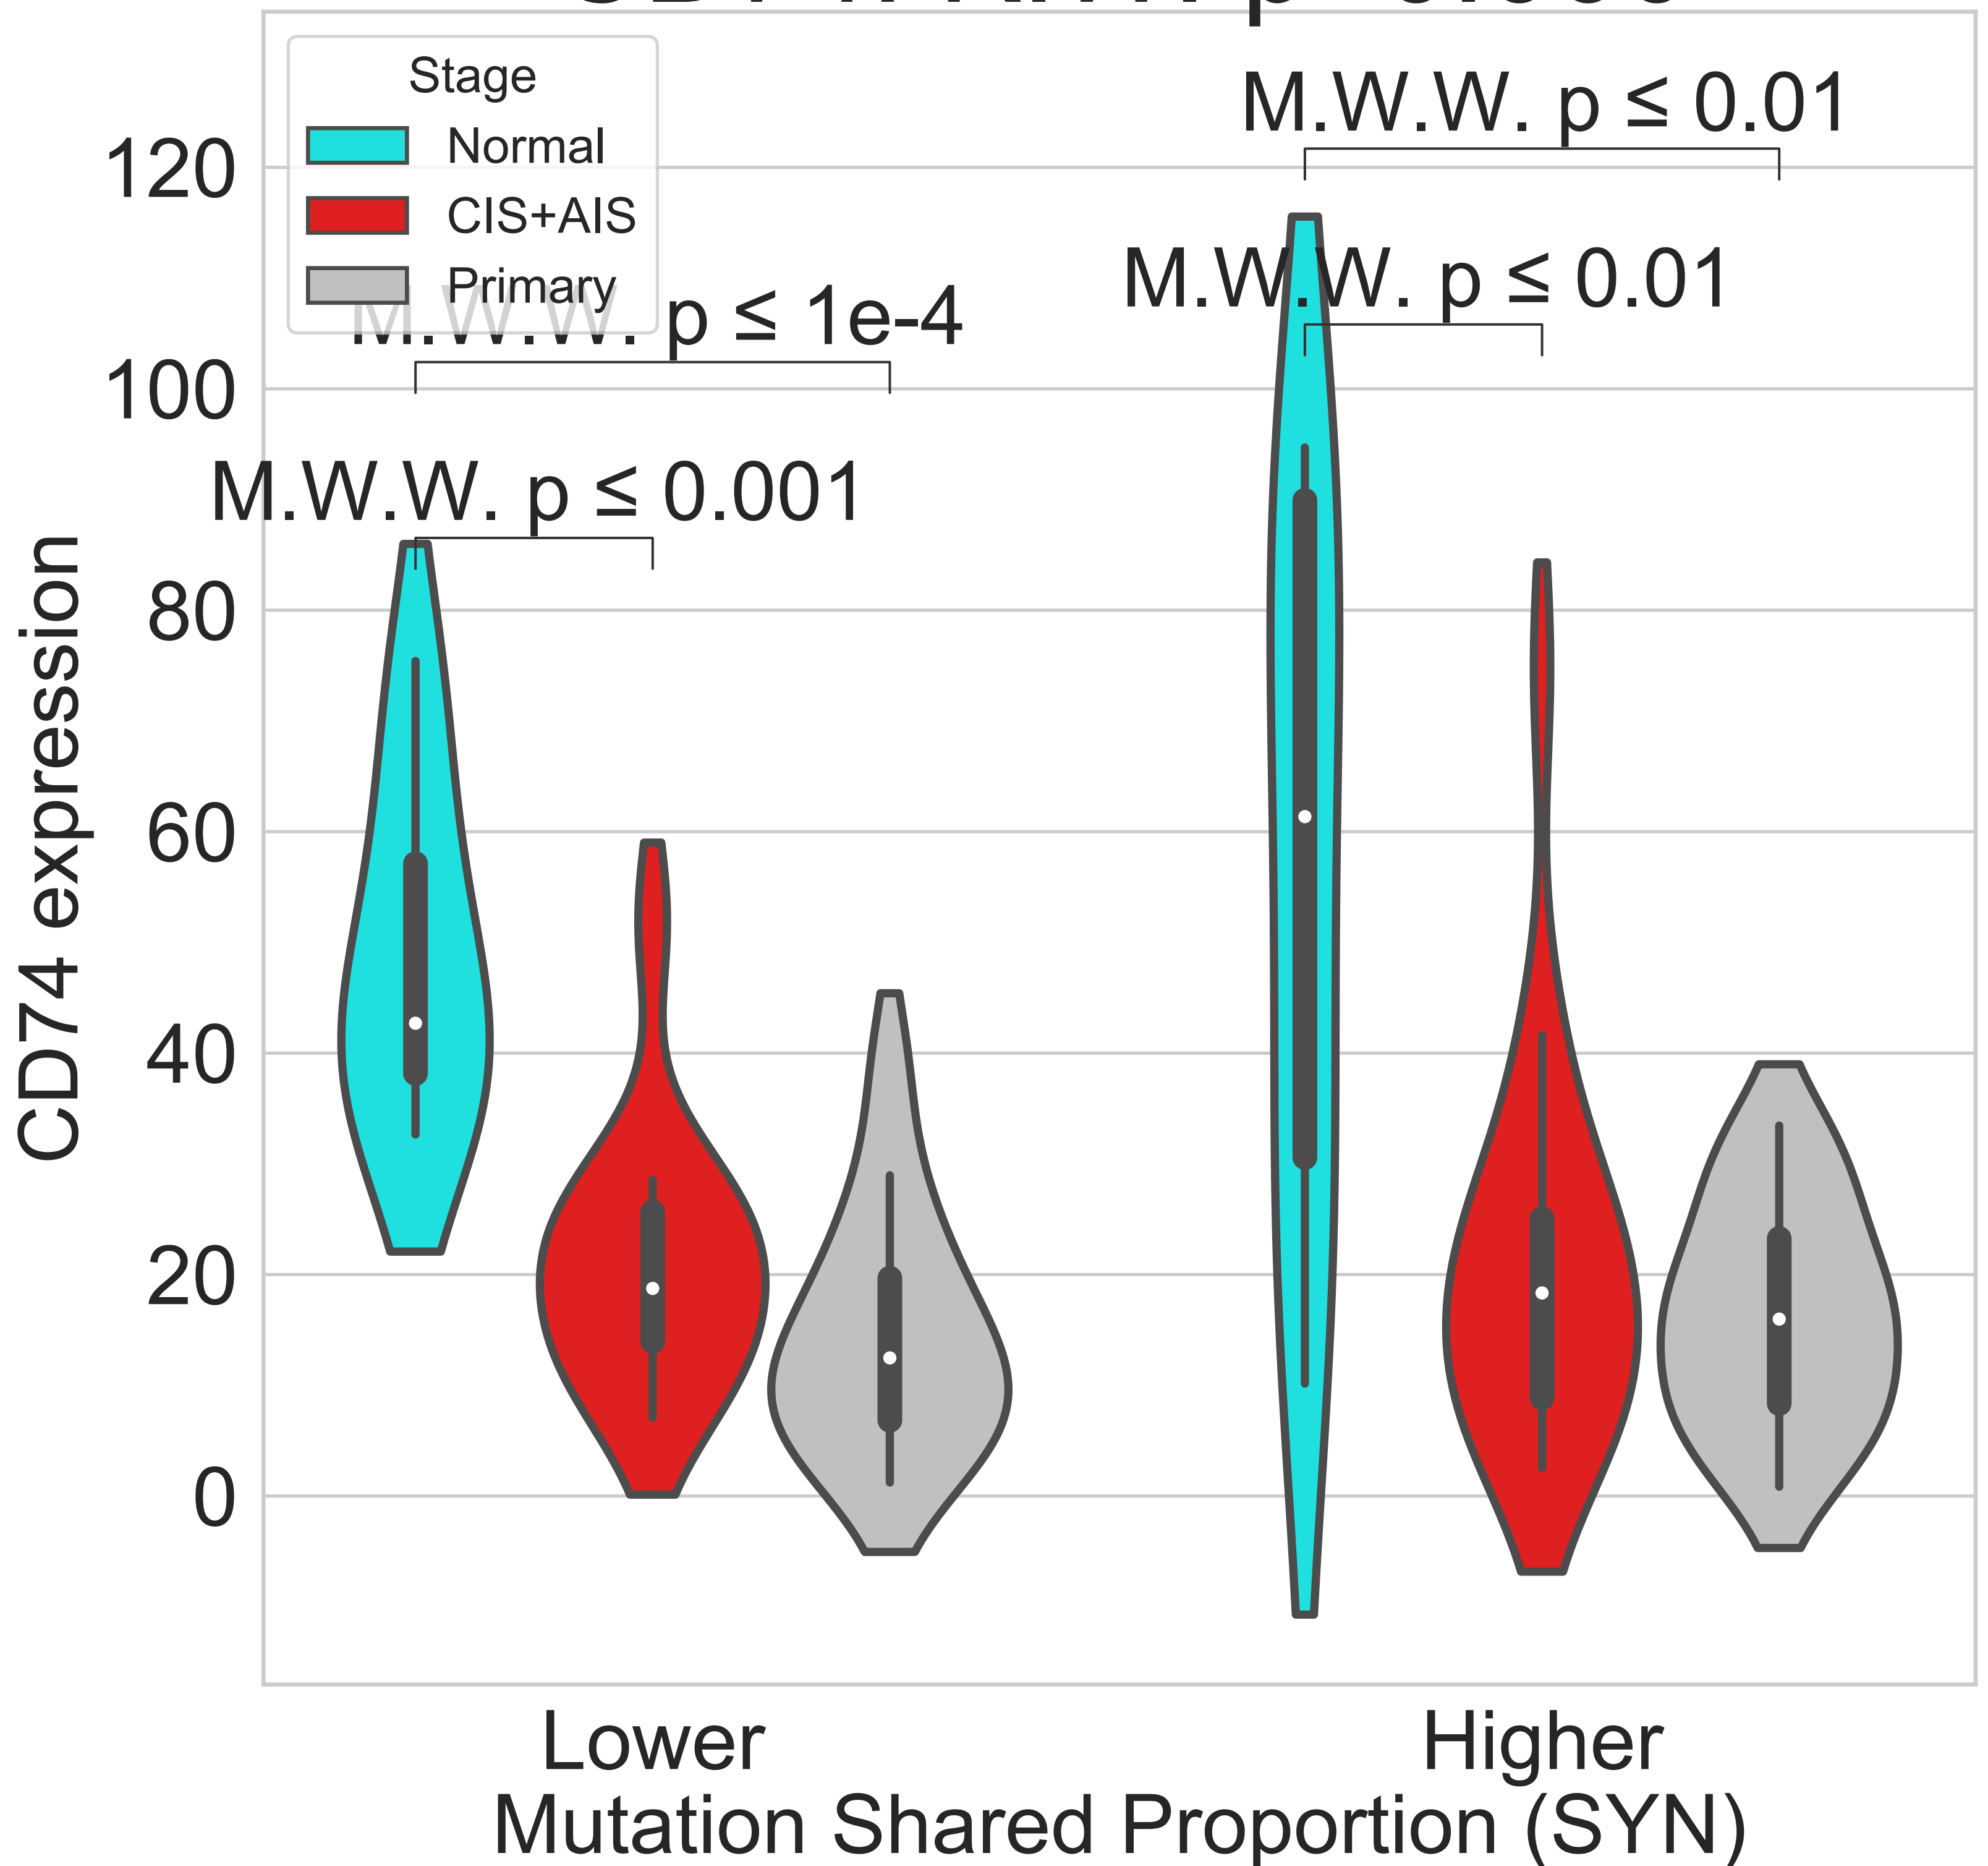 Stage
Normal
CIS+AIS
Primary
M.W.W. p ≤ 0.01
M.W.W. p ≤ 0.01
M.W.W. p ≤ 1e-4
M.W.W. p ≤ 0.001
120
100
80
60
40
20
0
CD74 expression
Lower
Higher
Mutation Shared Proportion (SYN)